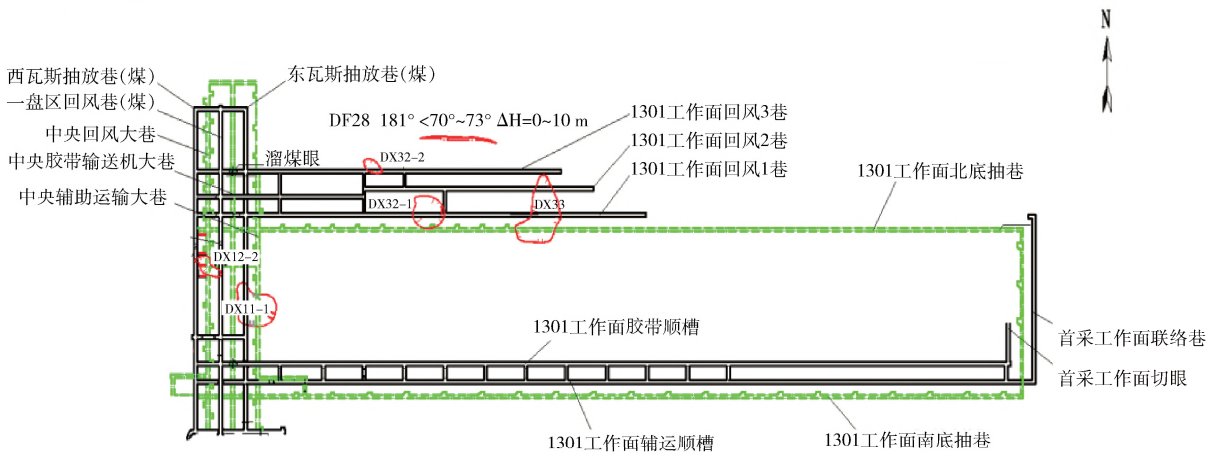 N
西瓦斯抽放巷(煤)
东瓦斯抽放巷(煤)
一盘区回风巷(煤)
中央回风大巷
中央胶带输送机大巷
中央辅助运输大巷
溜煤眼
DF28 181° <70°~73° ΔH=0~10 m
DX32-2
1301工作面回风3巷
1301工作面回风2巷
1301工作面回风1巷
1301工作面北底抽巷
DX32-1
DX33
DX12-2
DX11-1
1301工作面胶带顺槽
首采工作面联络巷
首采工作面切眼
1301工作面辅运顺槽
1301工作面南底抽巷